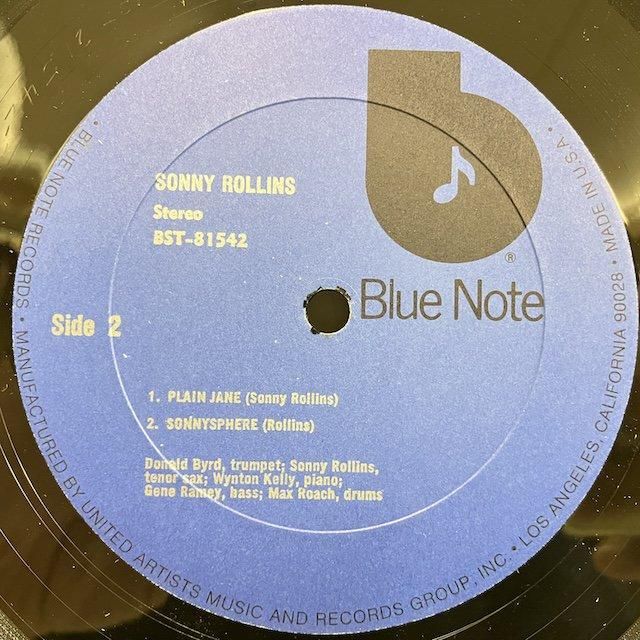 SONNY ROLLINS
Stereo
BST-81542
®
Blue Note
Side 2
1. PLAIN JANE (Sonny Rollins)
2. SONNYSPHERE (Rollins)
Donald Byrd, trumpet; Sonny Rollins,
tenor sax; Wynton Kelly, piano;
Gene Ramey, bass; Max Roach, drums
• BLUE NOTE RECORDS • MANUFACTURED BY UNITED ARTISTS MUSIC AND RECORDS GROUP, INC. • LOS ANGELES, CALIFORNIA 90028 • MADE IN U.S.A. •